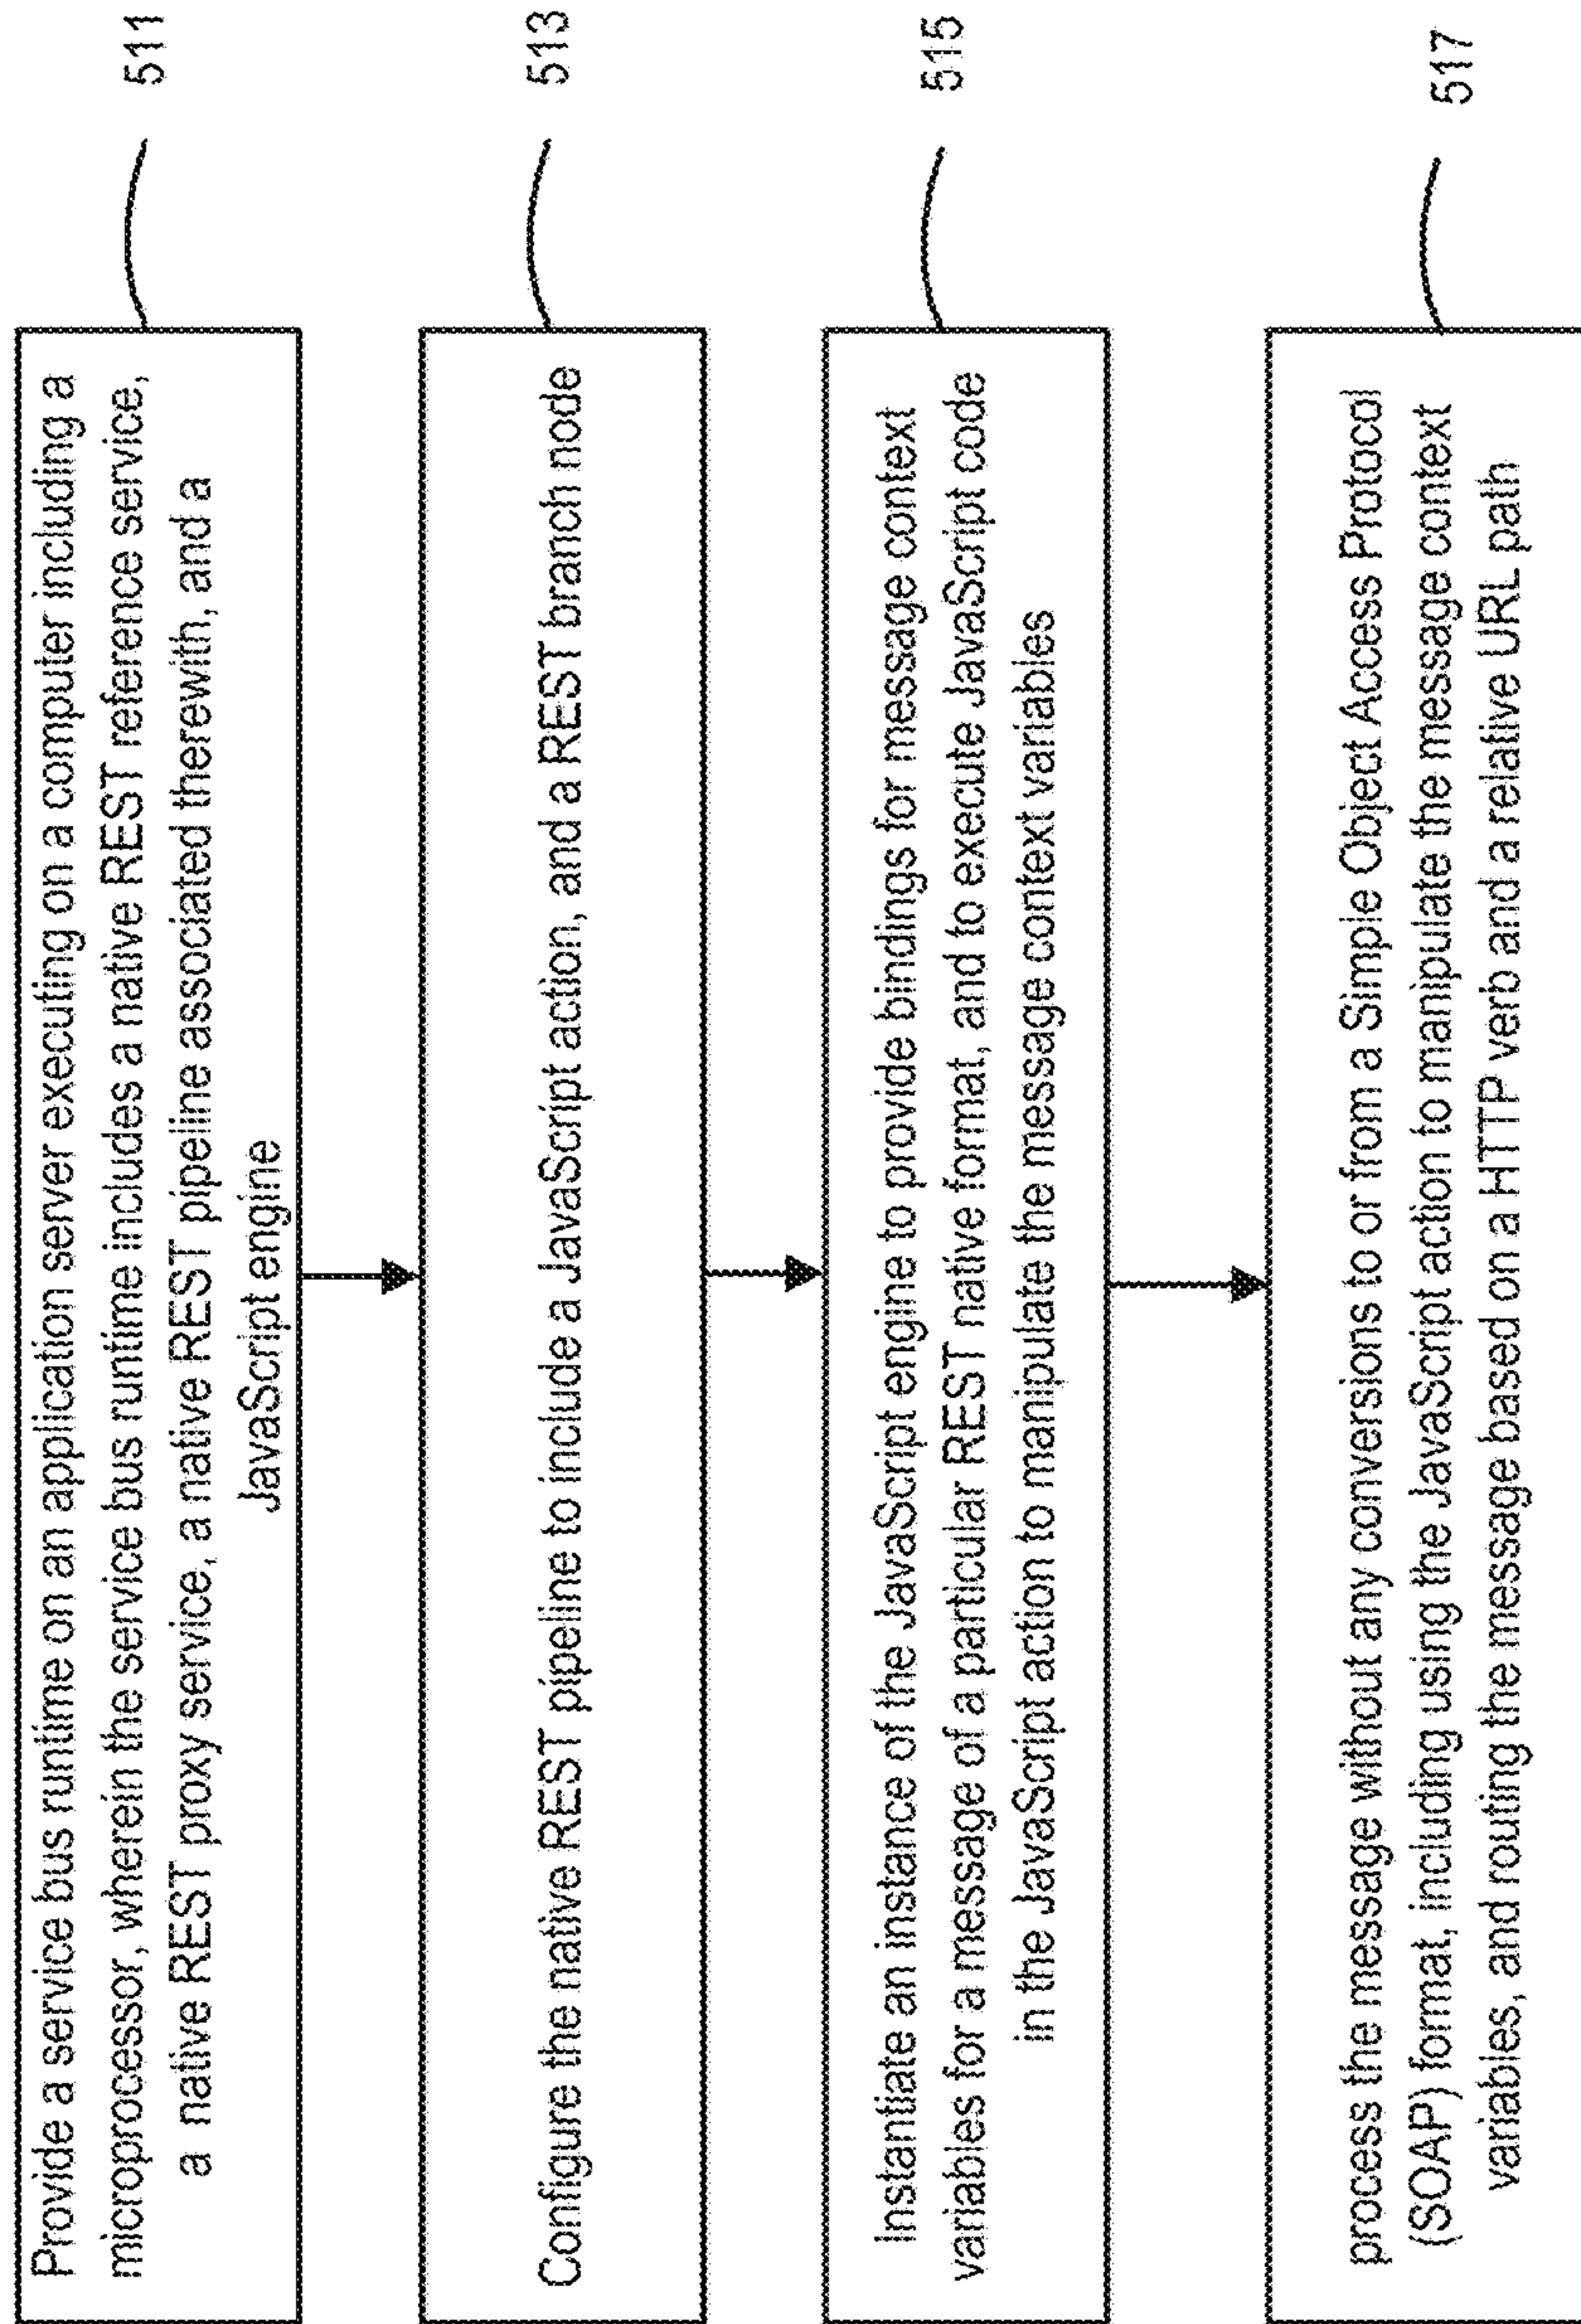 Provide a service bus runtime on an application server executing on a computer including a
microprocessor, wherein the service bus runtime includes a native REST reference service,
a native REST proxy service, a native REST pipeline associated therewith, and a
JavaScript engine
511
Configure the native REST pipeline to include a JavaScript action, and a REST branch node
513
Instantiate an instance of the JavaScript engine to provide bindings for message context
variables for a message of a particular REST native format, and to execute JavaScript code
in the JavaScript action to manipulate the message context variables
515
process the message without any conversions to or from a Simple Object Access Protocol
(SOAP) format, including using the JavaScript action to manipulate the message context
variables, and routing the message based on a HTTP verb and a relative URL path
517